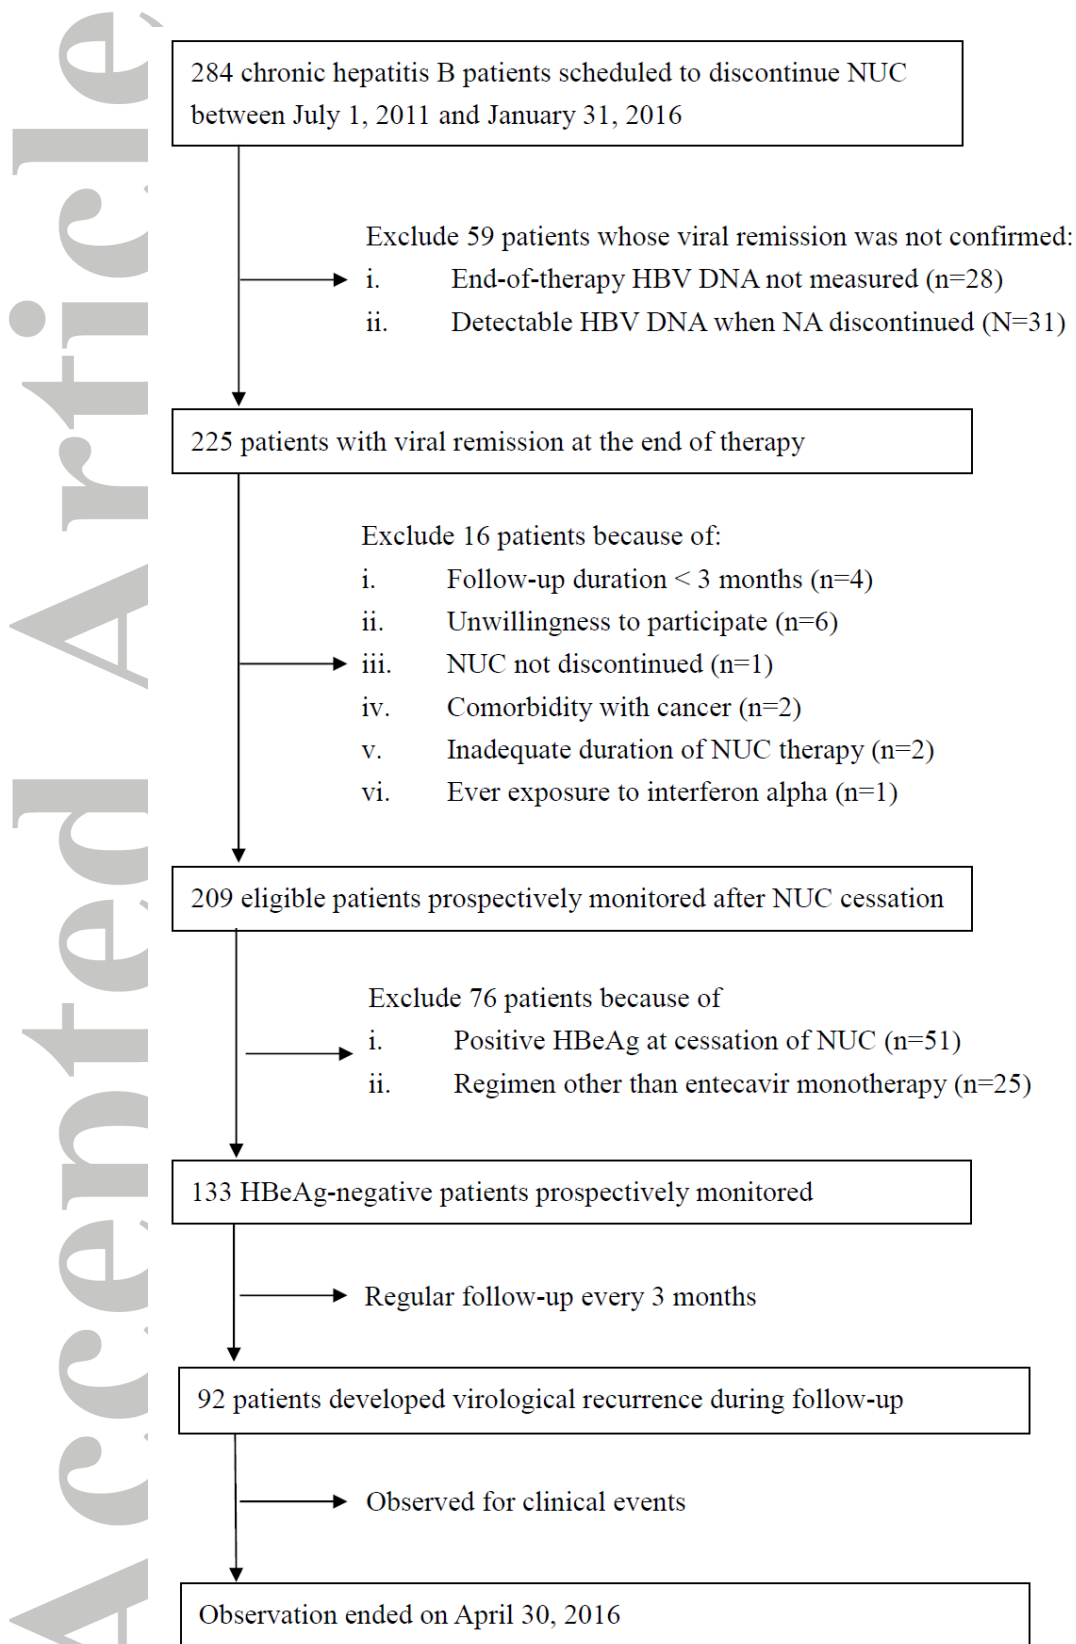 284 chronic hepatitis B patients scheduled to discontinue NUC
between July 1, 2011 and January 31, 2016
Exclude 59 patients whose viral remission was not confirmed:
i. End-of-therapy HBV DNA not measured (n=28)
ii. Detectable HBV DNA when NA discontinued (N=31)
225 patients with viral remission at the end of therapy
Exclude 16 patients because of:
i. Follow-up duration < 3 months (n=4)
ii. Unwillingness to participate (n=6)
iii. NUC not discontinued (n=1)
iv. Comorbidity with cancer (n=2)
v. Inadequate duration of NUC therapy (n=2)
vi. Ever exposure to interferon alpha (n=1)
209 eligible patients prospectively monitored after NUC cessation
Exclude 76 patients because of
i. Positive HBeAg at cessation of NUC (n=51)
ii. Regimen other than entecavir monotherapy (n=25)
133 HBeAg-negative patients prospectively monitored
Regular follow-up every 3 months
92 patients developed virological recurrence during follow-up
Observed for clinical events
Observation ended on April 30, 2016
Accepted Article